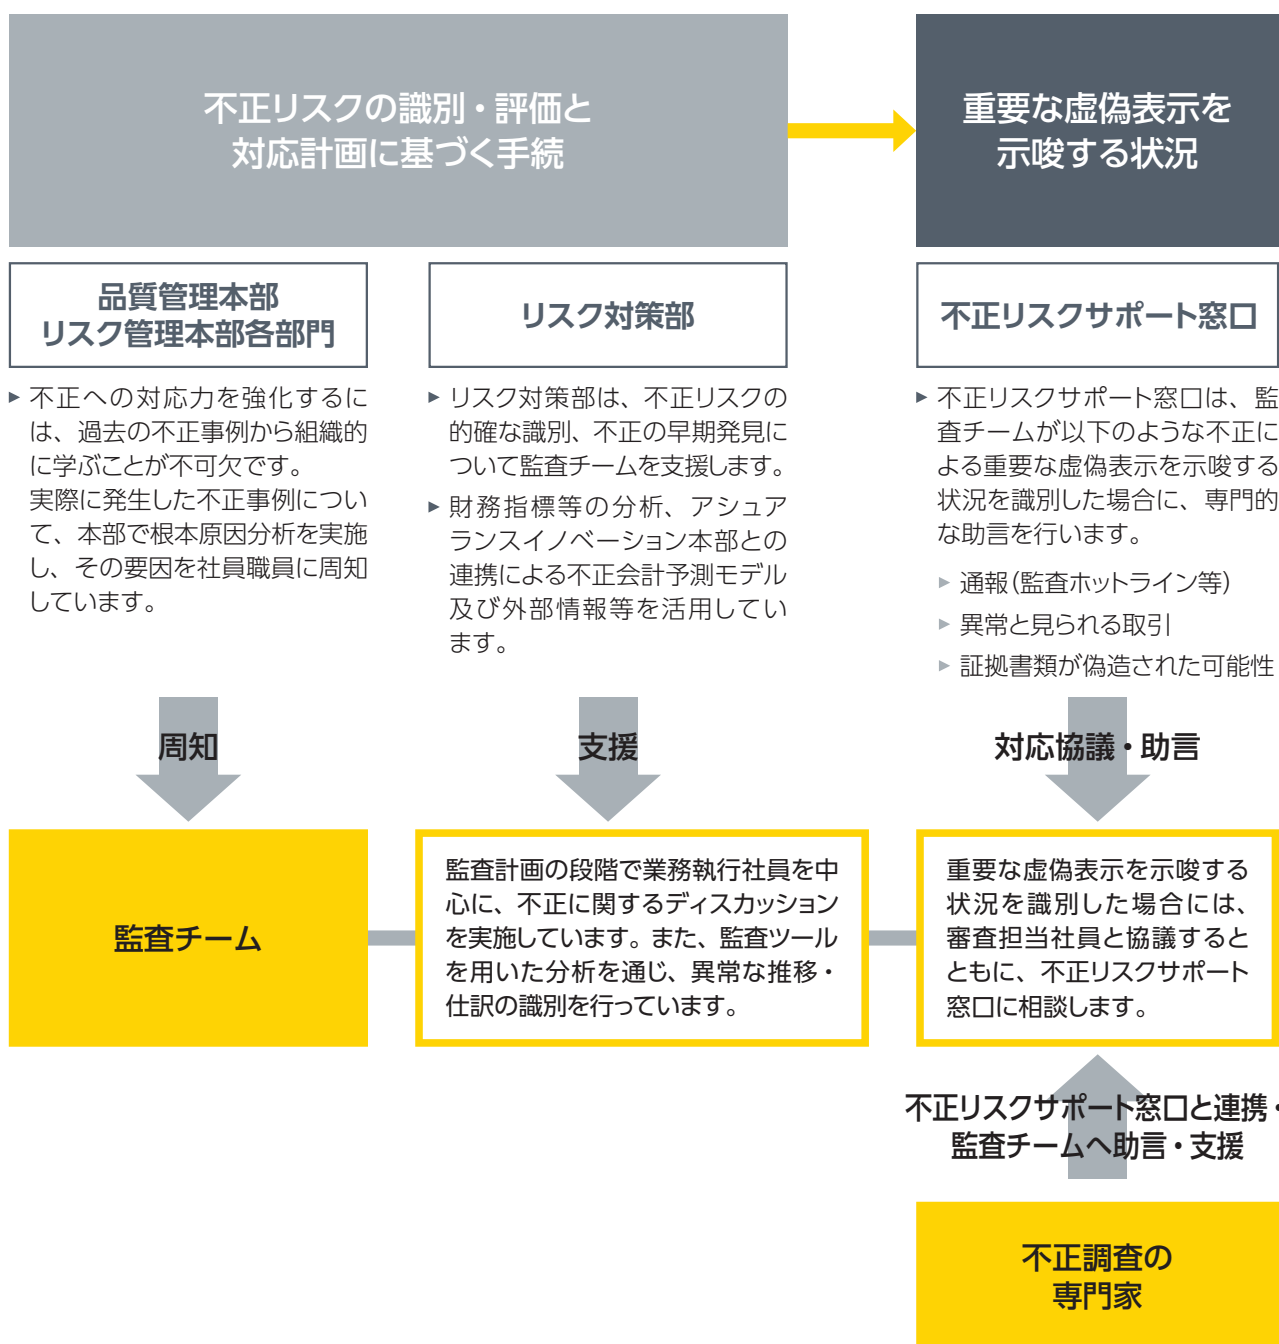 不正リスクの識別・評価と
対応計画に基づく手続
重要な虚偽表示を
示唆する状況
品質管理本部
リスク管理本部各部門
▶ 不正への対応力を強化するに
は、過去の不正事例から組織的
に学ぶことが不可欠です。
実際に発生した不正事例につい
て、本部で根本原因分析を実施
し、その要因を社員職員に周知
しています。
リスク対策部
▶ リスク対策部は、不正リスクの
的確な識別、不正の早期発見に
ついて監査チームを支援します。
▶ 財務指標等の分析、アシュア
ランスイノベーション本部との
連携による不正会計予測モデル
及び外部情報等を活用してい
ます。
不正リスクサポート窓口
▶ 不正リスクサポート窓口は、監
査チームが以下のような不正に
よる重要な虚偽表示を示唆する
状況を識別した場合に、専門的
な助言を行います。
▶ 通報(監査ホットライン等)
▶ 異常と見られる取引
▶ 証拠書類が偽造された可能性
周知
支援
対応協議・助言
監査チーム
監査計画の段階で業務執行社員を中
心に、不正に関するディスカッション
を実施しています。また、監査ツール
を用いた分析を通じ、異常な推移・
仕訳の識別を行っています。
重要な虚偽表示を示唆する
状況を識別した場合には、
審査担当社員と協議すると
ともに、不正リスクサポート
窓口に相談します。
不正リスクサポート窓口と連携・
監査チームへ助言・支援
不正調査の
専門家